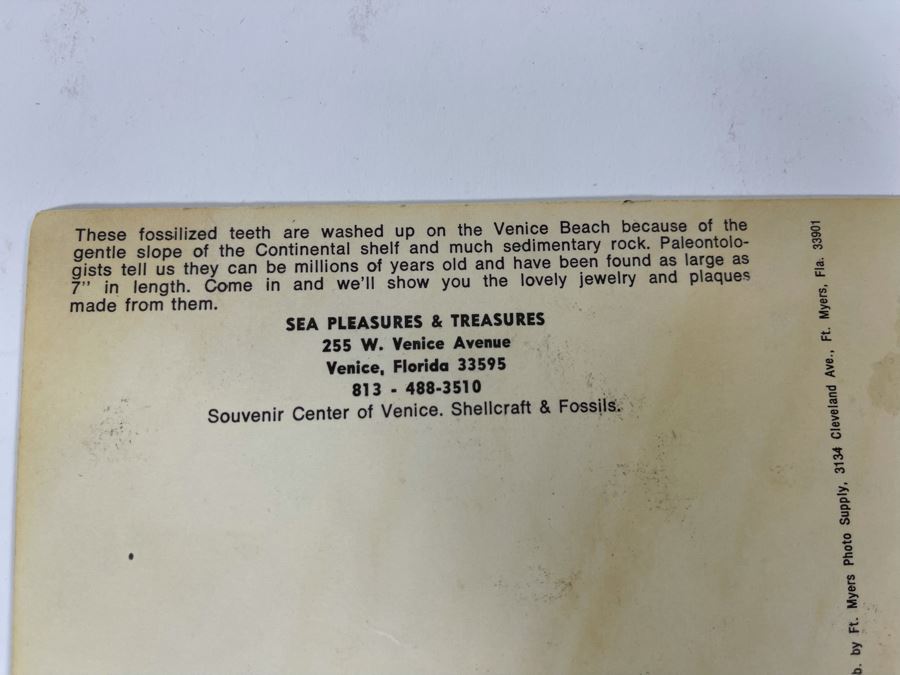 These fossilized teeth are washed up on the Venice Beach because of the
gentle slope of the Continental shelf and much sedimentary rock. Paleontolo-
gists tell us they can be millions of years old and have been found as large as
7" in length. Come in and we'll show you the lovely jewelry and plaques
made from them.
SEA PLEASURES & TREASURES
255 W. Venice Avenue
Venice, Florida 33595
813 - 488-3510
Souvenir Center of Venice. Shellcraft & Fossils.
b. by Ft. Myers Photo Supply, 3134 Cleveland Ave., Ft. Myers, Fla. 33901